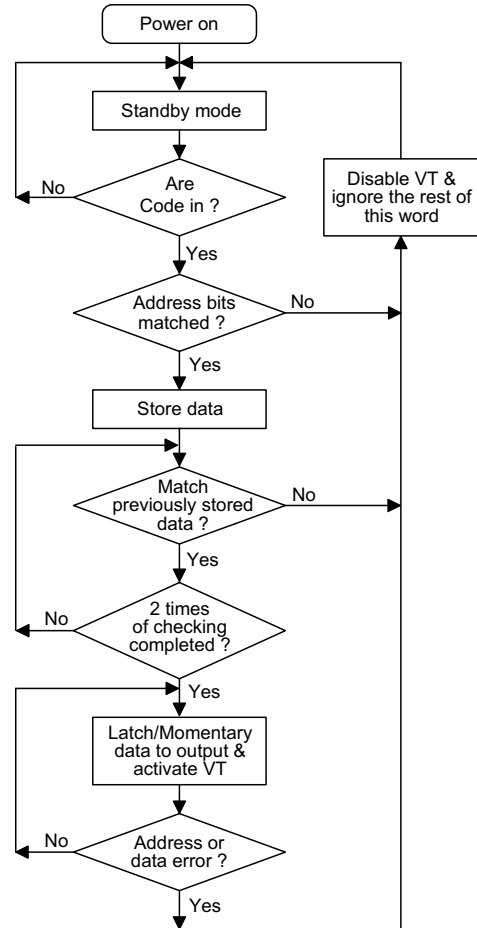 Power on
Standby mode
No
Are
Code in ?
Yes
Disable VT &
ignore the rest of
this word
Address bits
matched ?
No
Yes
Store data
Match
previously stored
data ?
No
Yes
No
2 times
of checking
completed ?
Yes
Latch/Momentary
data to output &
activate VT
No
Address or
data error ?
Yes